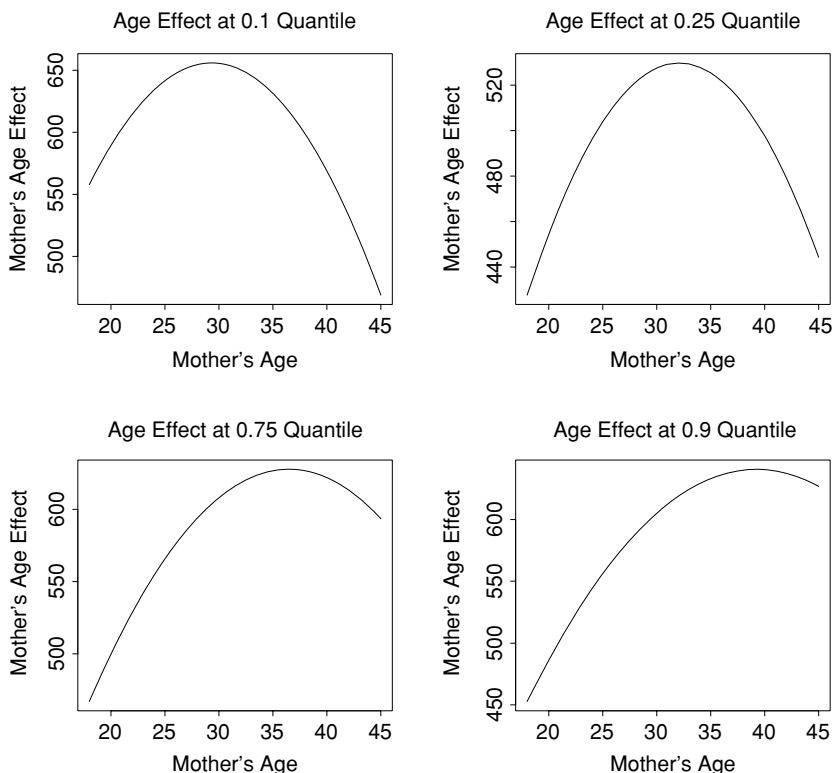 Age Effect at 0.1 Quantile
Mother's Age Effect
650
600
550
500
20 25 30 35 40 45
Mother's Age
Age Effect at 0.25 Quantile
Mother's Age Effect
520
480
440
20 25 30 35 40 45
Mother's Age
Age Effect at 0.75 Quantile
Mother's Age Effect
600
550
500
20 25 30 35 40 45
Mother's Age
Age Effect at 0.9 Quantile
Mother's Age Effect
600
550
500
450
20 25 30 35 40 45
Mother's Age